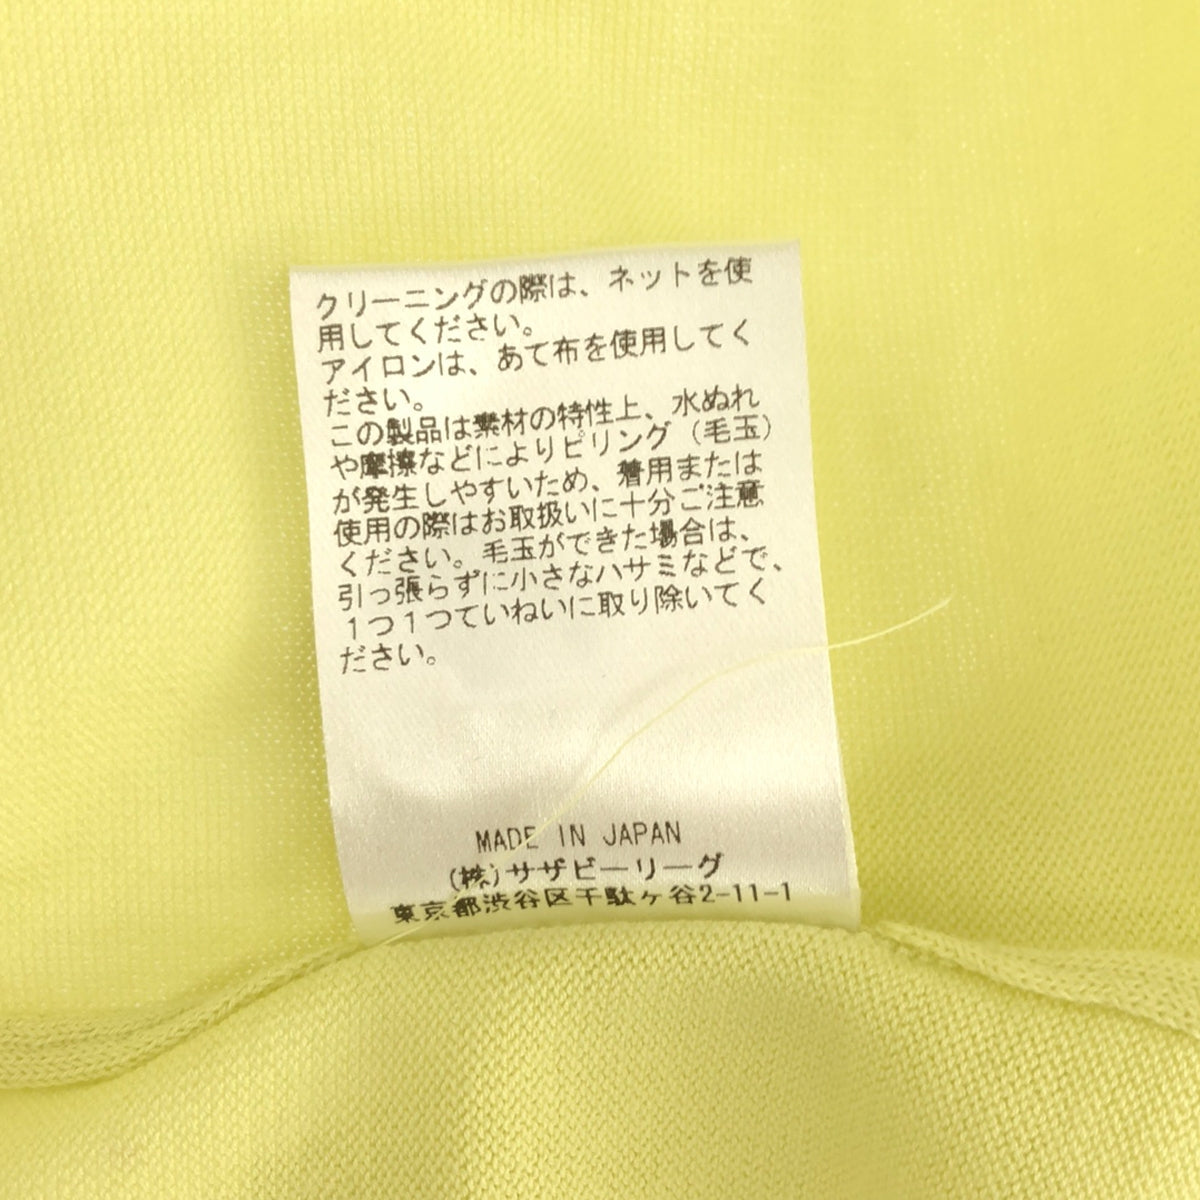 クリーニングの際は、ネットを使
用してください。
アイロンは、あて布を使用してく
ださい。
この製品は素材の特性上、水ぬれ
や摩擦などによりピリング（毛玉）
が発生しやすいため、着用または
使用の際はお取扱いに十分ご注意
ください。毛玉ができた場合は、
引っ張らずに小さなハサミなどで、
1つ1つていねいに取り除いてく
ださい。
MADE IN JAPAN
(株)サザビーリーグ
東京都渋谷区千駄ヶ谷2-11-1